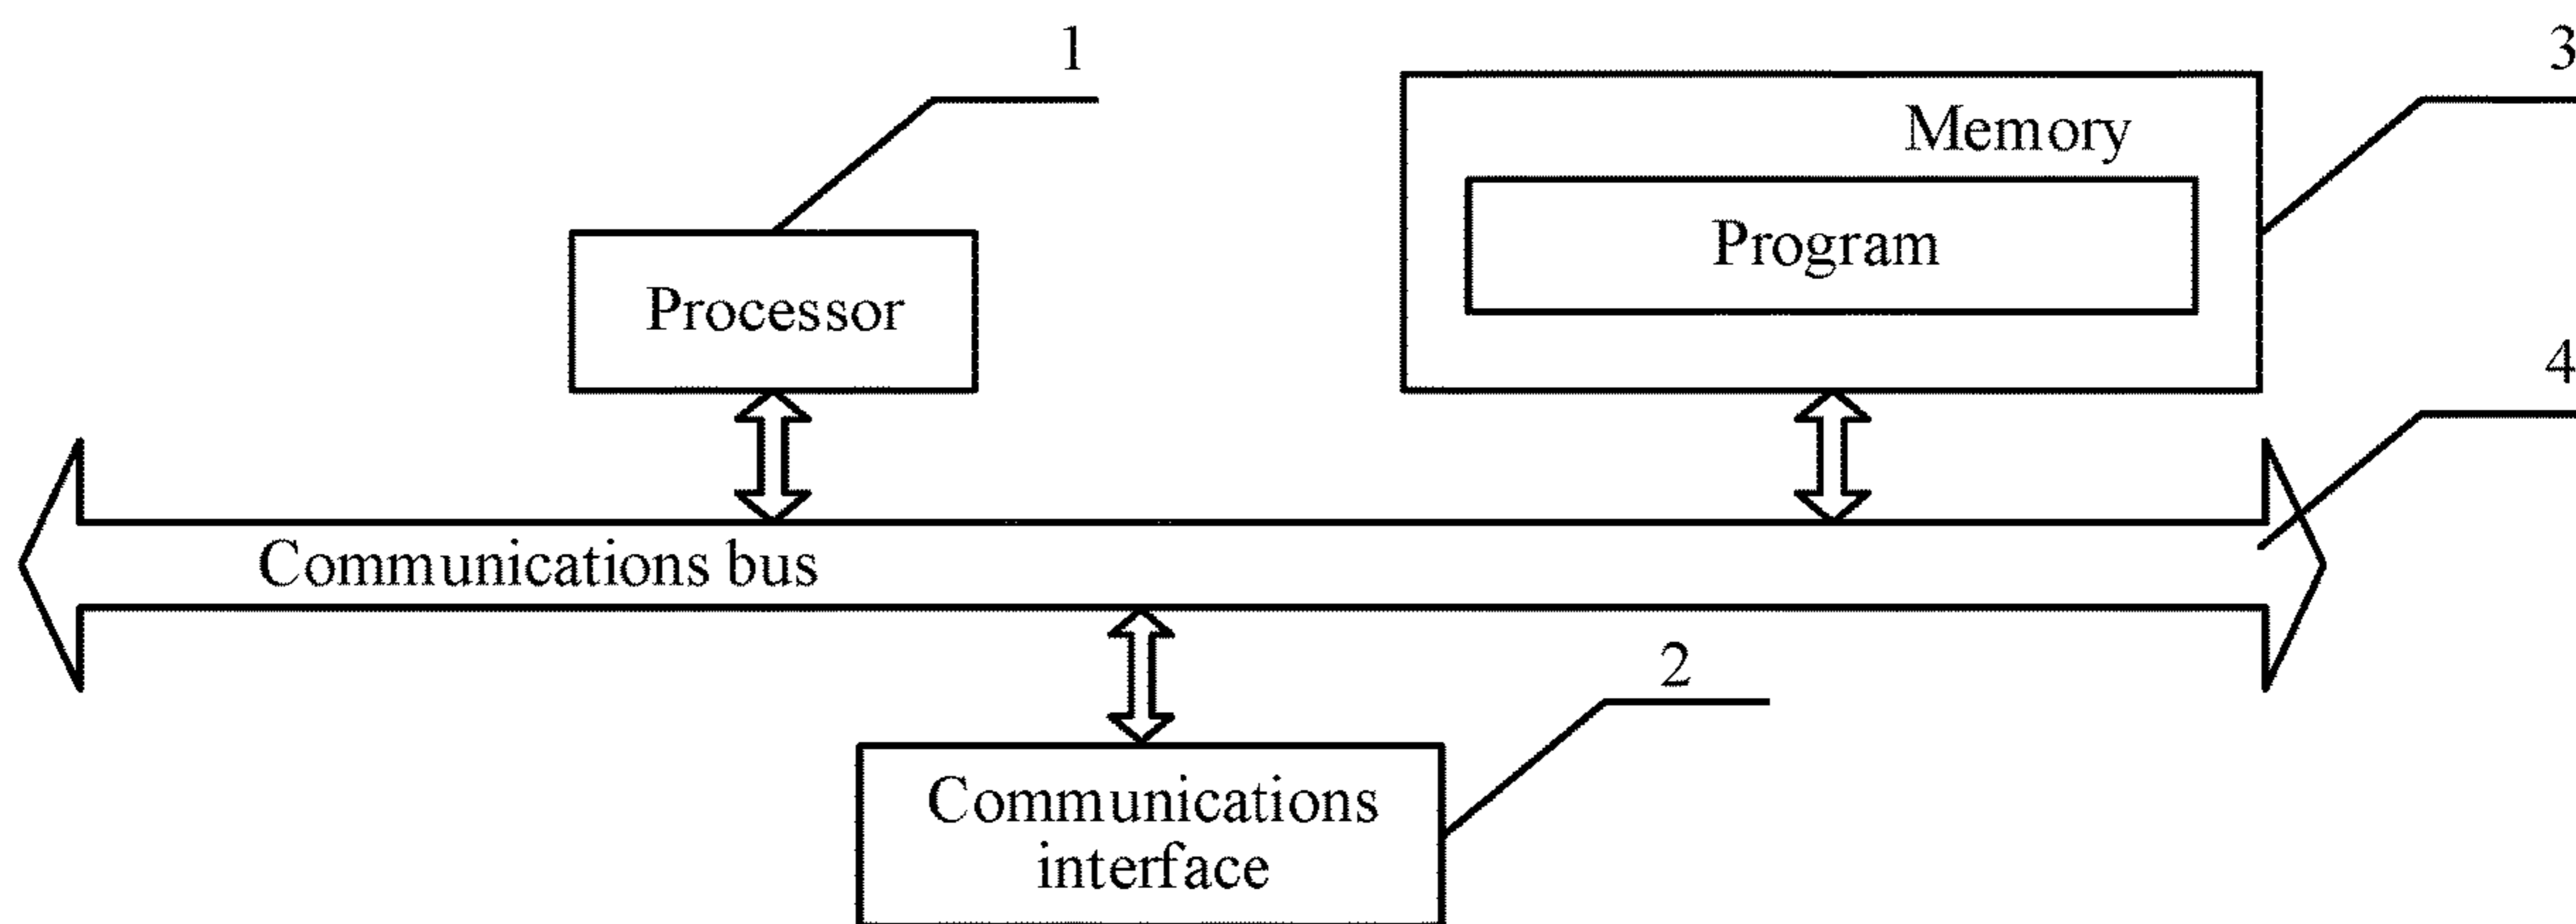 1
3
Memory
Program
Processor
4
Communications bus
2
Communications
interface